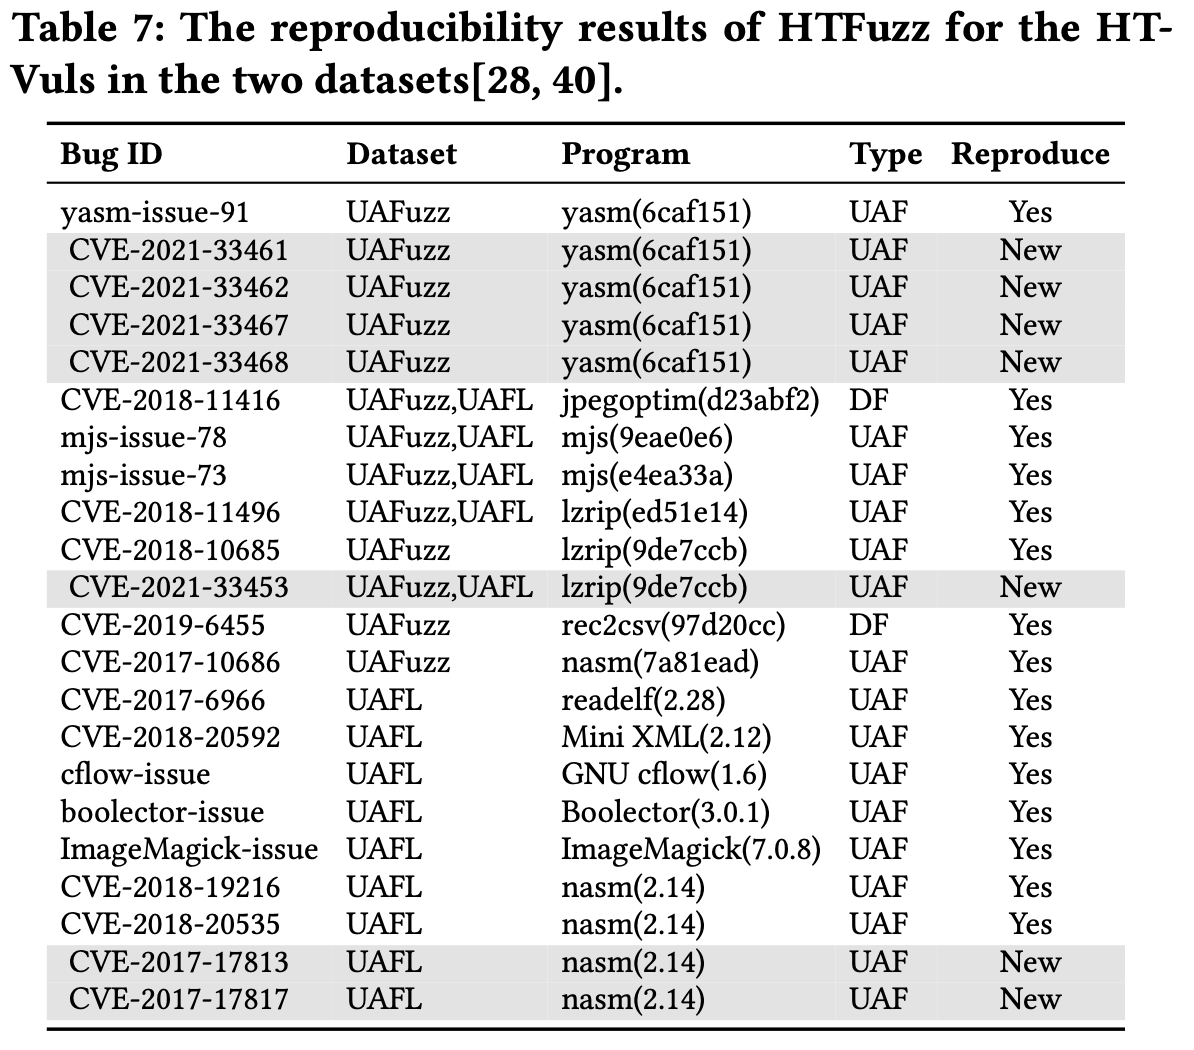 Table 7: The reproducibility results of HTFuzz for the HT-
Vuls in the two datasets[28, 40].
Bug ID Dataset Program Type Reproduce
yasm-issue-91 UAFuzz yasm(6caf151) UAF Yes
CVE-2021-33461 UAFuzz yasm(6caf151) UAF New
CVE-2021-33462 UAFuzz yasm(6caf151) UAF New
CVE-2021-33467 UAFuzz yasm(6caf151) UAF New
CVE-2021-33468 UAFuzz yasm(6caf151) UAF New
CVE-2018-11416 UAFuzz,UAFL jpegoptim(d23abf2) DF Yes
mjs-issue-78 UAFuzz,UAFL mjs(9eae0e6) UAF Yes
mjs-issue-73 UAFuzz,UAFL mjs(e4ea33a) UAF Yes
CVE-2018-11496 UAFuzz,UAFL lzrip(ed51e14) UAF Yes
CVE-2018-10685 UAFuzz lzrip(9de7ccb) UAF Yes
CVE-2021-33453 UAFuzz,UAFL lzrip(9de7ccb) UAF New
CVE-2019-6455 UAFuzz rec2csv(97d20cc) DF Yes
CVE-2017-10686 UAFuzz nasm(7a81ead) UAF Yes
CVE-2017-6966 UAFL readelf(2.28) UAF Yes
CVE-2018-20592 UAFL Mini XML(2.12) UAF Yes
cflow-issue UAFL GNU cflow(1.6) UAF Yes
boolector-issue UAFL Boolector(3.0.1) UAF Yes
ImageMagick-issue UAFL ImageMagick(7.0.8) UAF Yes
CVE-2018-19216 UAFL nasm(2.14) UAF Yes
CVE-2018-20535 UAFL nasm(2.14) UAF Yes
CVE-2017-17813 UAFL nasm(2.14) UAF New
CVE-2017-17817 UAFL nasm(2.14) UAF New